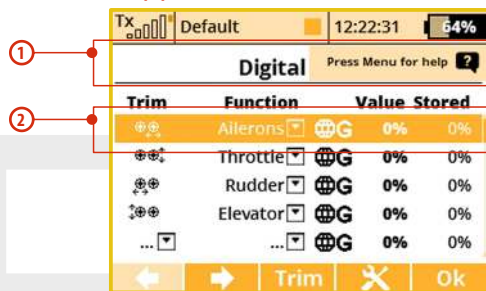 Tx Default 12:22:31 64%
1
Digital Press Menu for help ?
Trim Function Value Stored
2
Ailerons G 0% 0%
Throttle G 0% 0%
Rudder G 0% 0%
Elevator G 0% 0%
... ... G 0% 0%
Trim Ok